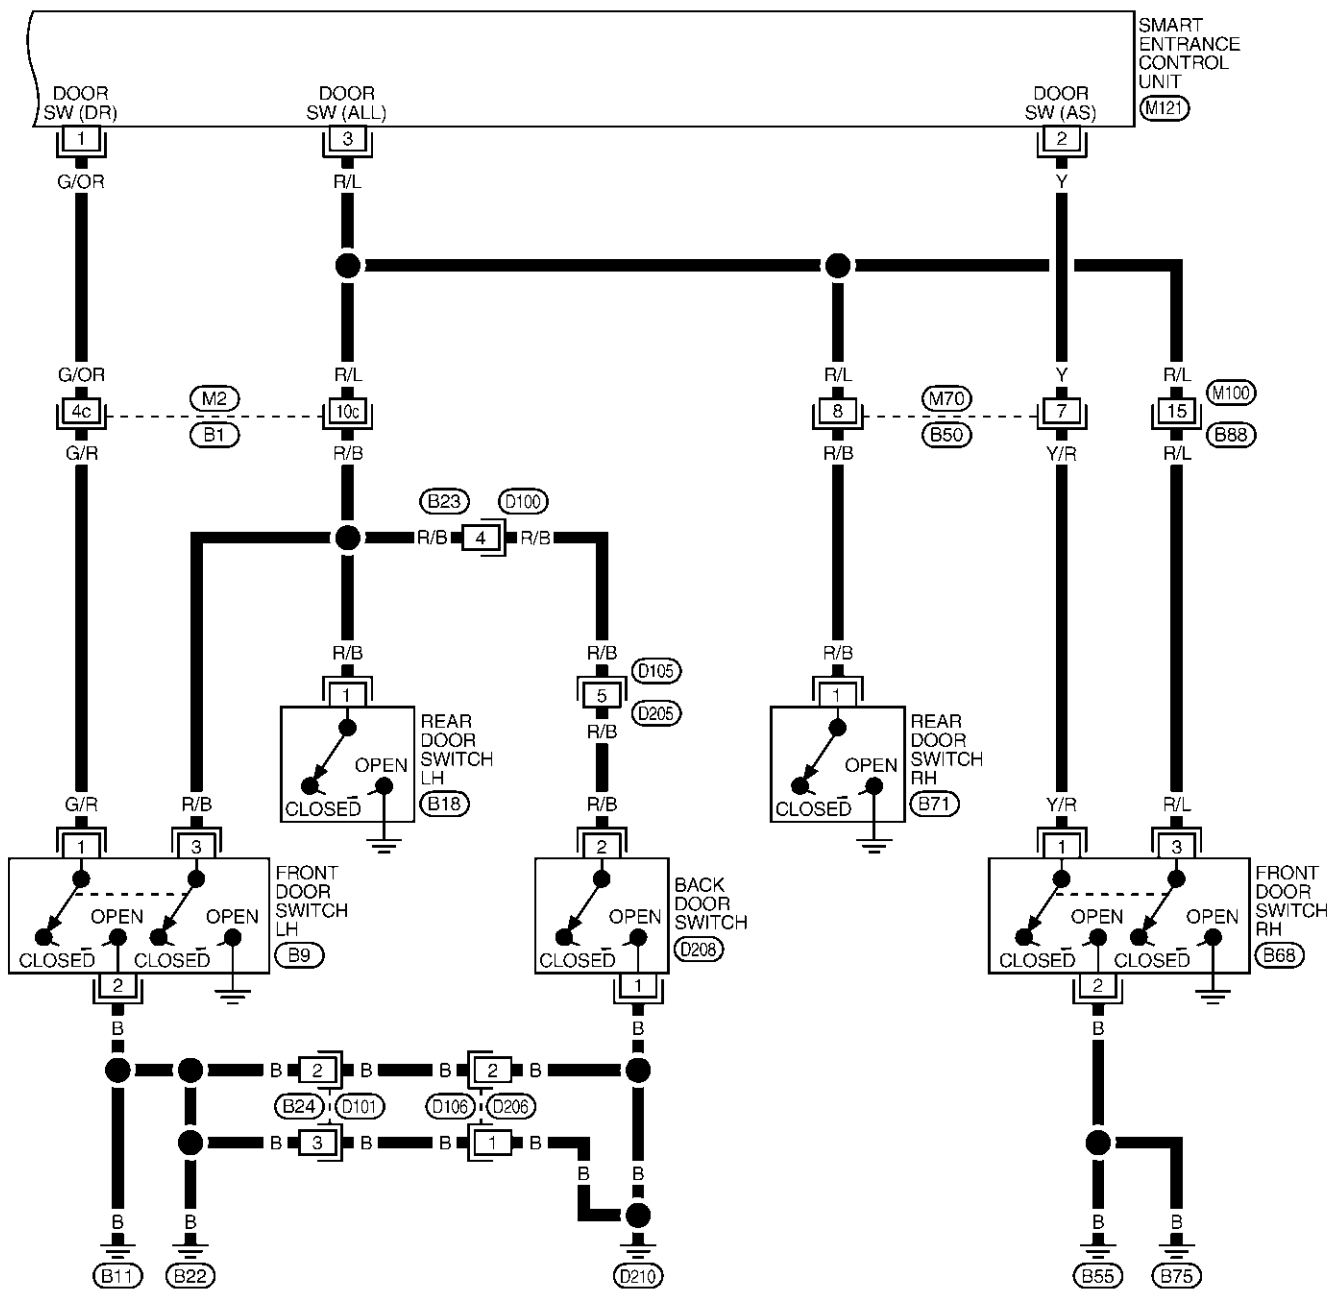 SMART
ENTRANCE
CONTROL
UNIT
M121
DOOR
SW (DR)
DOOR
SW (ALL)
DOOR
SW (AS)
1
3
2
G/OR
R/L
Y
G/OR
R/L
R/L
Y
R/L
4c
M2
B1
10c
8
M70
B50
7
15
M100
B88
G/R
R/B
R/B
Y/R
R/L
B23
D100
R/B
4
R/B
R/B
R/B
R/B
1
5
D105
D205
1
R/B
REAR
DOOR
SWITCH
LH
B18
OPEN
CLOSED
REAR
DOOR
SWITCH
RH
B71
OPEN
CLOSED
G/R
R/B
R/B
Y/R
R/L
1
3
2
1
3
FRONT
DOOR
SWITCH
LH
B9
OPEN
OPEN
CLOSED
CLOSED
BACK
DOOR
SWITCH
D208
OPEN
CLOSED
FRONT
DOOR
SWITCH
RH
B68
OPEN
OPEN
CLOSED
CLOSED
2
1
2
B
B
B
B
2
B
B
2
B
B24
D101
D106
D206
B
3
B
B
1
B
B
B
B
B
B
B
B11
B22
D210
B55
B75